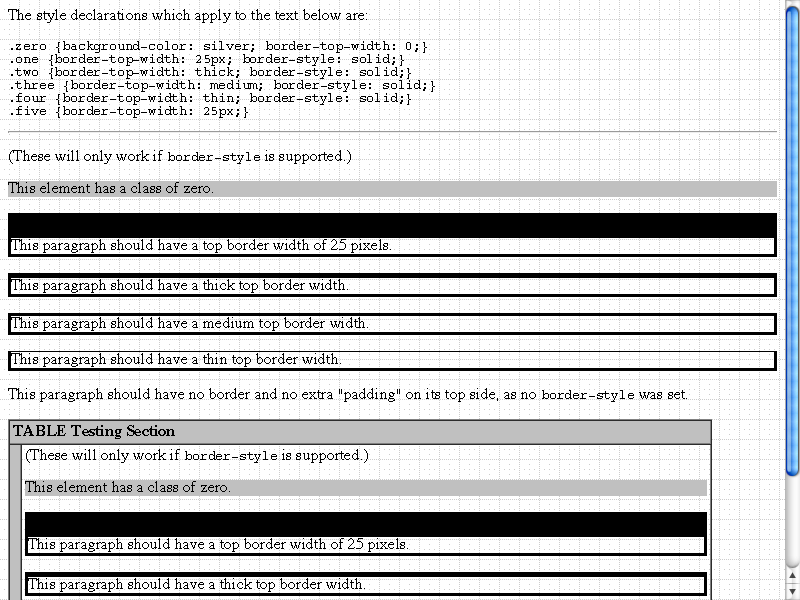 The style declarations which apply to the text below are:
.zero {background-color: silver; border-top-width: 0;}
.one {border-top-width: 25px; border-style: solid;}
.two {border-top-width: thick; border-style: solid;}
.three {border-top-width: medium; border-style: solid;}
.four {border-top-width: thin; border-style: solid;}
.five {border-top-width: 25px;}
(These will only work if border-style is supported.)
This element has a class of zero.
This paragraph should have a top border width of 25 pixels.
This paragraph should have a thick top border width.
This paragraph should have a medium top border width.
This paragraph should have a thin top border width.
This paragraph should have no border and no extra "padding" on its top side, as no border-style was set.
TABLE Testing Section
(These will only work if border-style is supported.)
This element has a class of zero.
This paragraph should have a top border width of 25 pixels.
This paragraph should have a thick top border width.